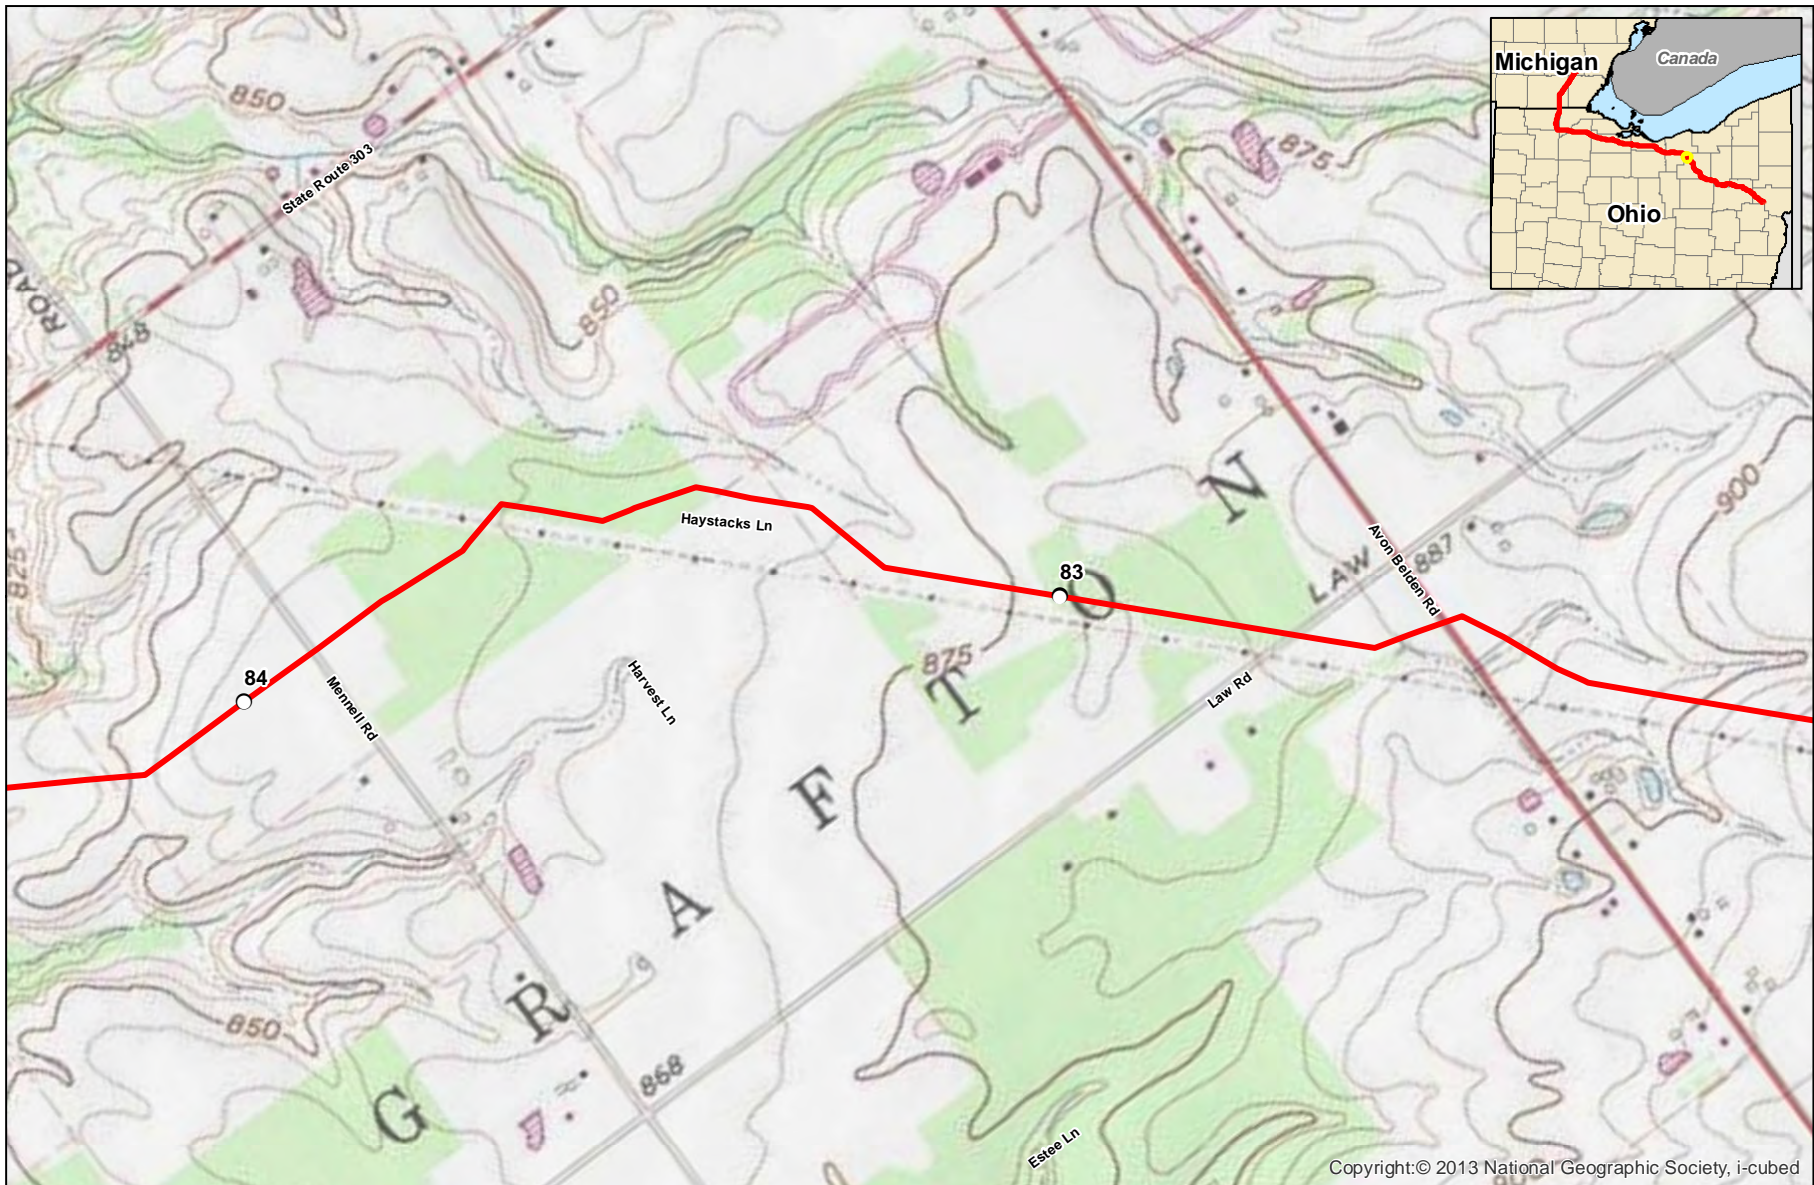 Michigan
Canada
Ohio
850
875
State Route 303
ROAD
848
850
900
N
Haystacks Ln
Avon Belden Rd
887
LAW
825
83
O
875
84
T
Harvest Ln
Mennell Rd
Law Rd
F
A
R
850
868
G
Estee Ln
Copyright:© 2013 National Geographic Society, i-cubed